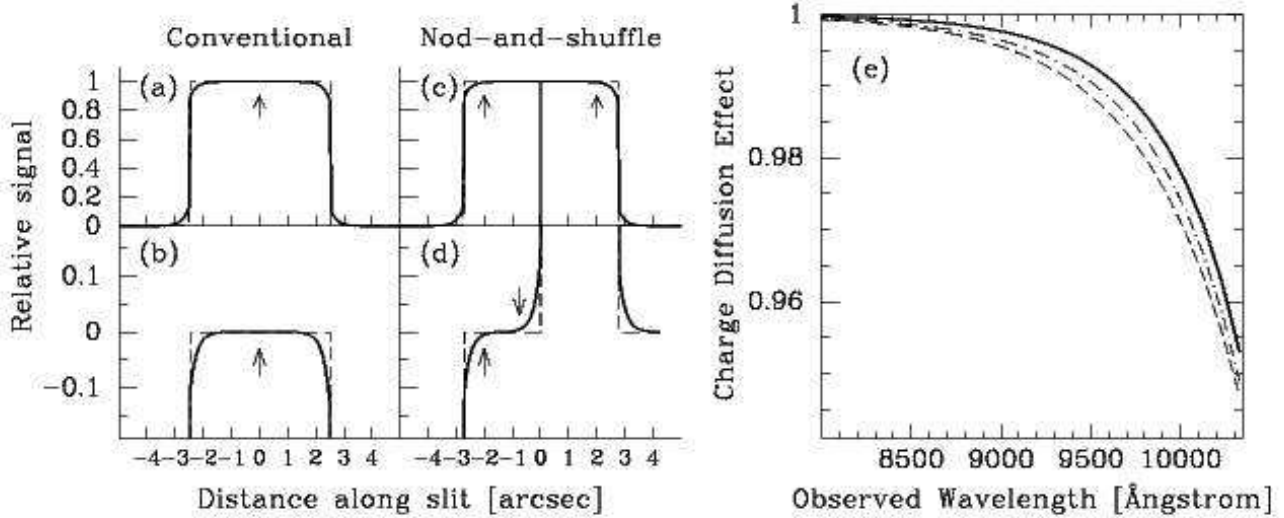 Conventional
Nod-and-shuffle
(a)
(c)
1
0.8
0.6
0.4
0.2
0
(b)
(d)
0.1
0
-0.1
Relative signal
-4 -3 -2 -1 0 1 2 3 4
-4 -3 -2 -1 0 1 2 3 4
Distance along slit [arcsec]
(e)
1
0.98
0.96
Charge Diffusion Effect
8500 9000 9500 10000
Observed Wavelength [Ångstrom]